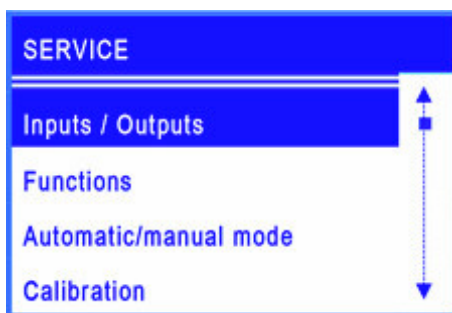 SERVICE
Inputs / Outputs
Functions
Automatic/manual mode
Calibration